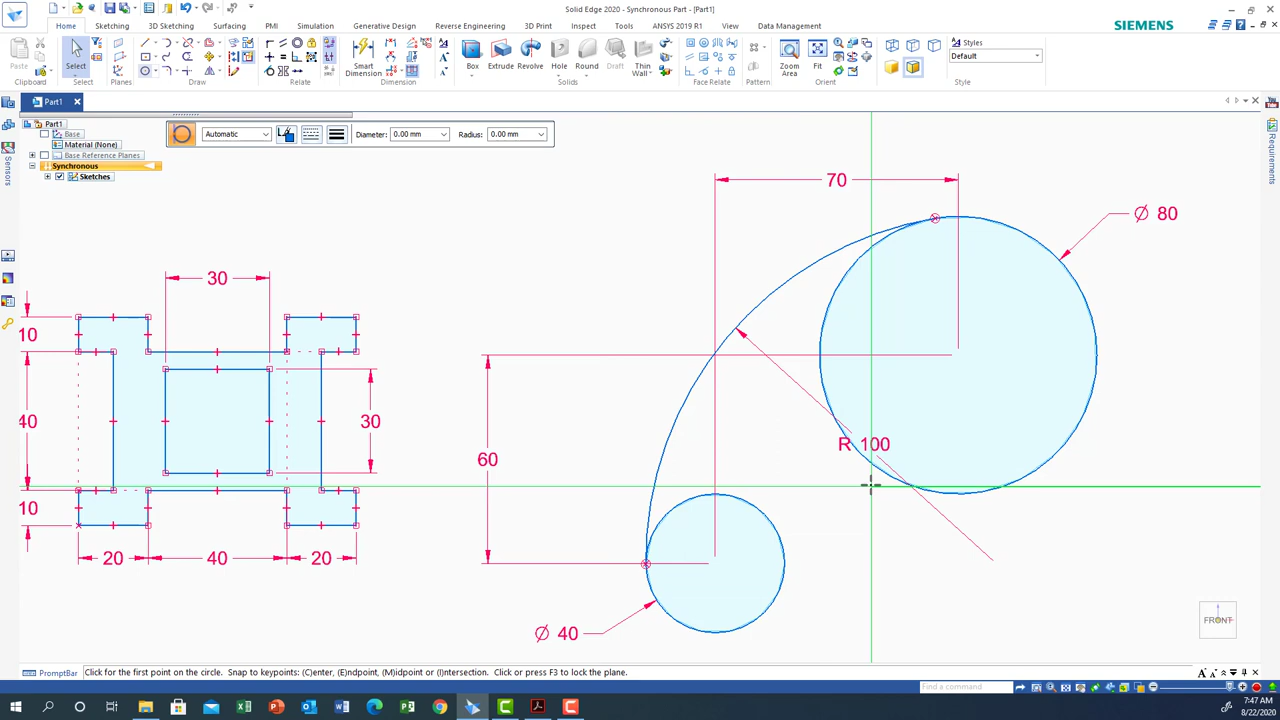 Solid Edge 2020 - Synchronous Part - [Part1]
Home Sketching 3D Sketching Surfacing PMI Simulation Generative Design Reverse Engineering 3D Print Inspect Tools ANSYS 2019 R1 View Data Management
SIEMENS
Paste
Select
Smart Dimension
Box
Extrude
Revolve
Hole
Round
Draft
Thin Wall
Zoom Area
Fit
Styles
Default
Clipboard Select Planes Draw Relate Dimension Solids Face Relate Pattern Orient Style
Part1
Part1
Base
Material (None)
Base Reference Planes
Synchronous
Sketches
Automatic
Diameter: 0.00 mm
Radius: 0.00 mm
Sensors
Requirements
70
Ø 80
30
10
40
30
R 100
60
10
20 40 20
Ø 40
FRONT
PromptBar Click for the first point on the circle. Snap to keypoints: (C)enter, (E)ndpoint, (M)idpoint or (I)ntersection. Click or press F3 to lock the plane.
Find a command
7:47 AM
8/22/2020